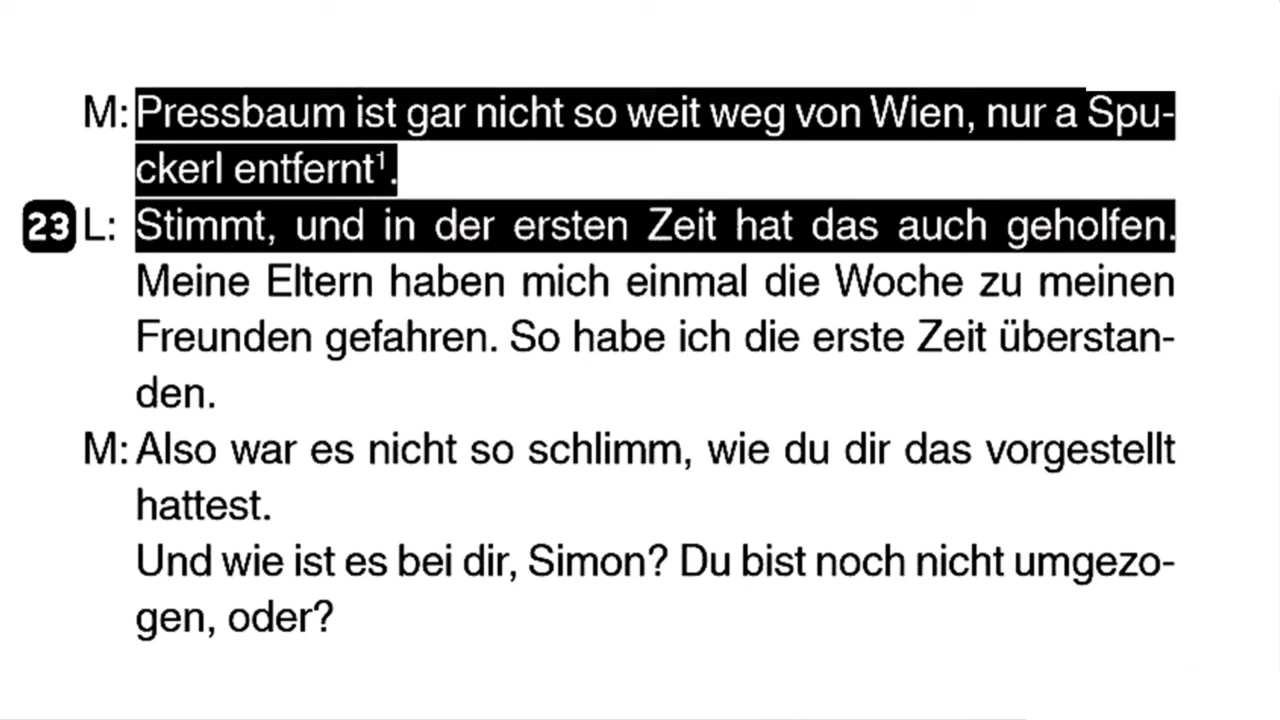 M: Pressbaum ist gar nicht so weit weg von Wien, nur a Spu-
ckerl entfernt¹.
23 L: Stimmt, und in der ersten Zeit hat das auch geholfen.
Meine Eltern haben mich einmal die Woche zu meinen
Freunden gefahren. So habe ich die erste Zeit überstan-
den.
M: Also war es nicht so schlimm, wie du dir das vorgestellt
hattest.
Und wie ist es bei dir, Simon? Du bist noch nicht umgezo-
gen, oder?